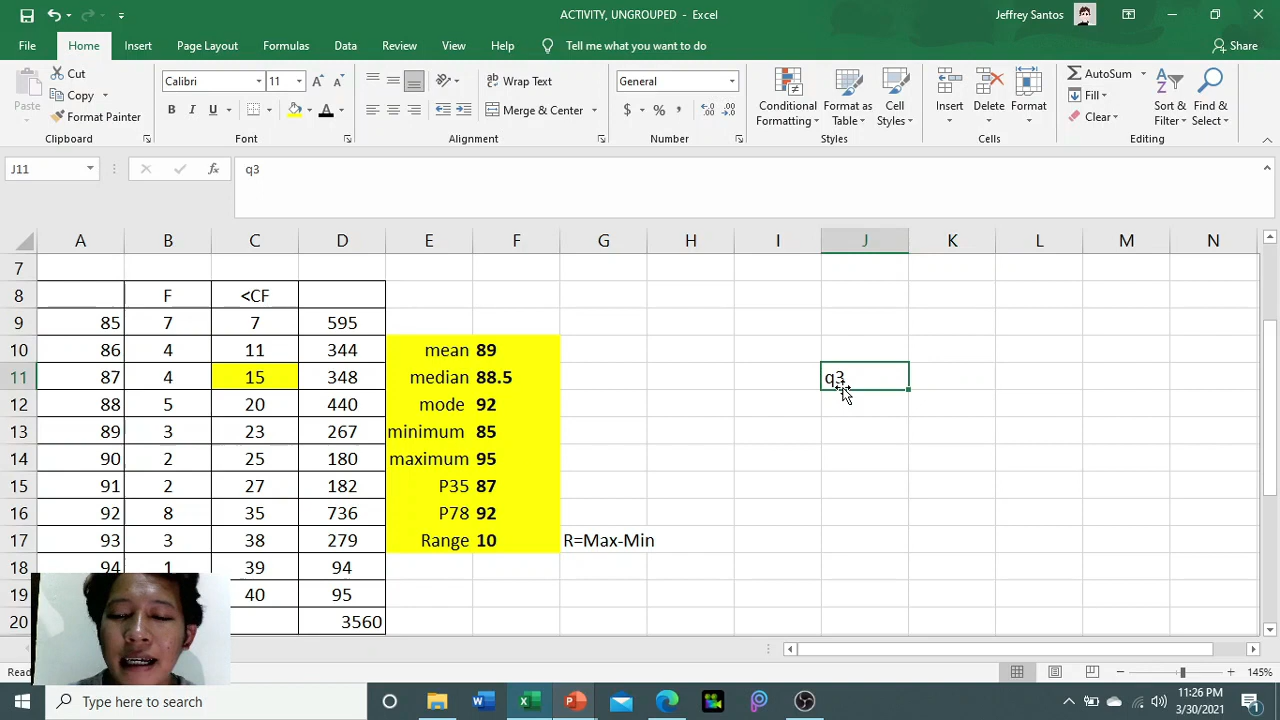 ACTIVITY, UNGROUPED - Excel
Jeffrey Santos
File Home Insert Page Layout Formulas Data Review View Help Tell me what you want to do Share
Paste
Cut
Copy
Format Painter
Clipboard
Calibri 11
B I U
Font
Wrap Text
Merge & Center
Alignment
General
$ % ,
Number
Conditional Formatting
Format as Table
Cell Styles
Styles
Insert Delete Format
Cells
AutoSum
Fill
Clear
Sort & Filter
Find & Select
Editing
J11 fx q3
A B C D E F G H I J K L M N
7
8 F <CF
9 85 7 7 595
10 86 4 11 344 mean 89
11 87 4 15 348 median 88.5 q3
12 88 5 20 440 mode 92
13 89 3 23 267 minimum 85
14 90 2 25 180 maximum 95
15 91 2 27 182 P35 87
16 92 8 35 736 P78 92
17 93 3 38 279 Range 10 R=Max-Min
18 94 1 39 94
19 40 95
20 3560
145%
Type here to search
11:26 PM
3/30/2021